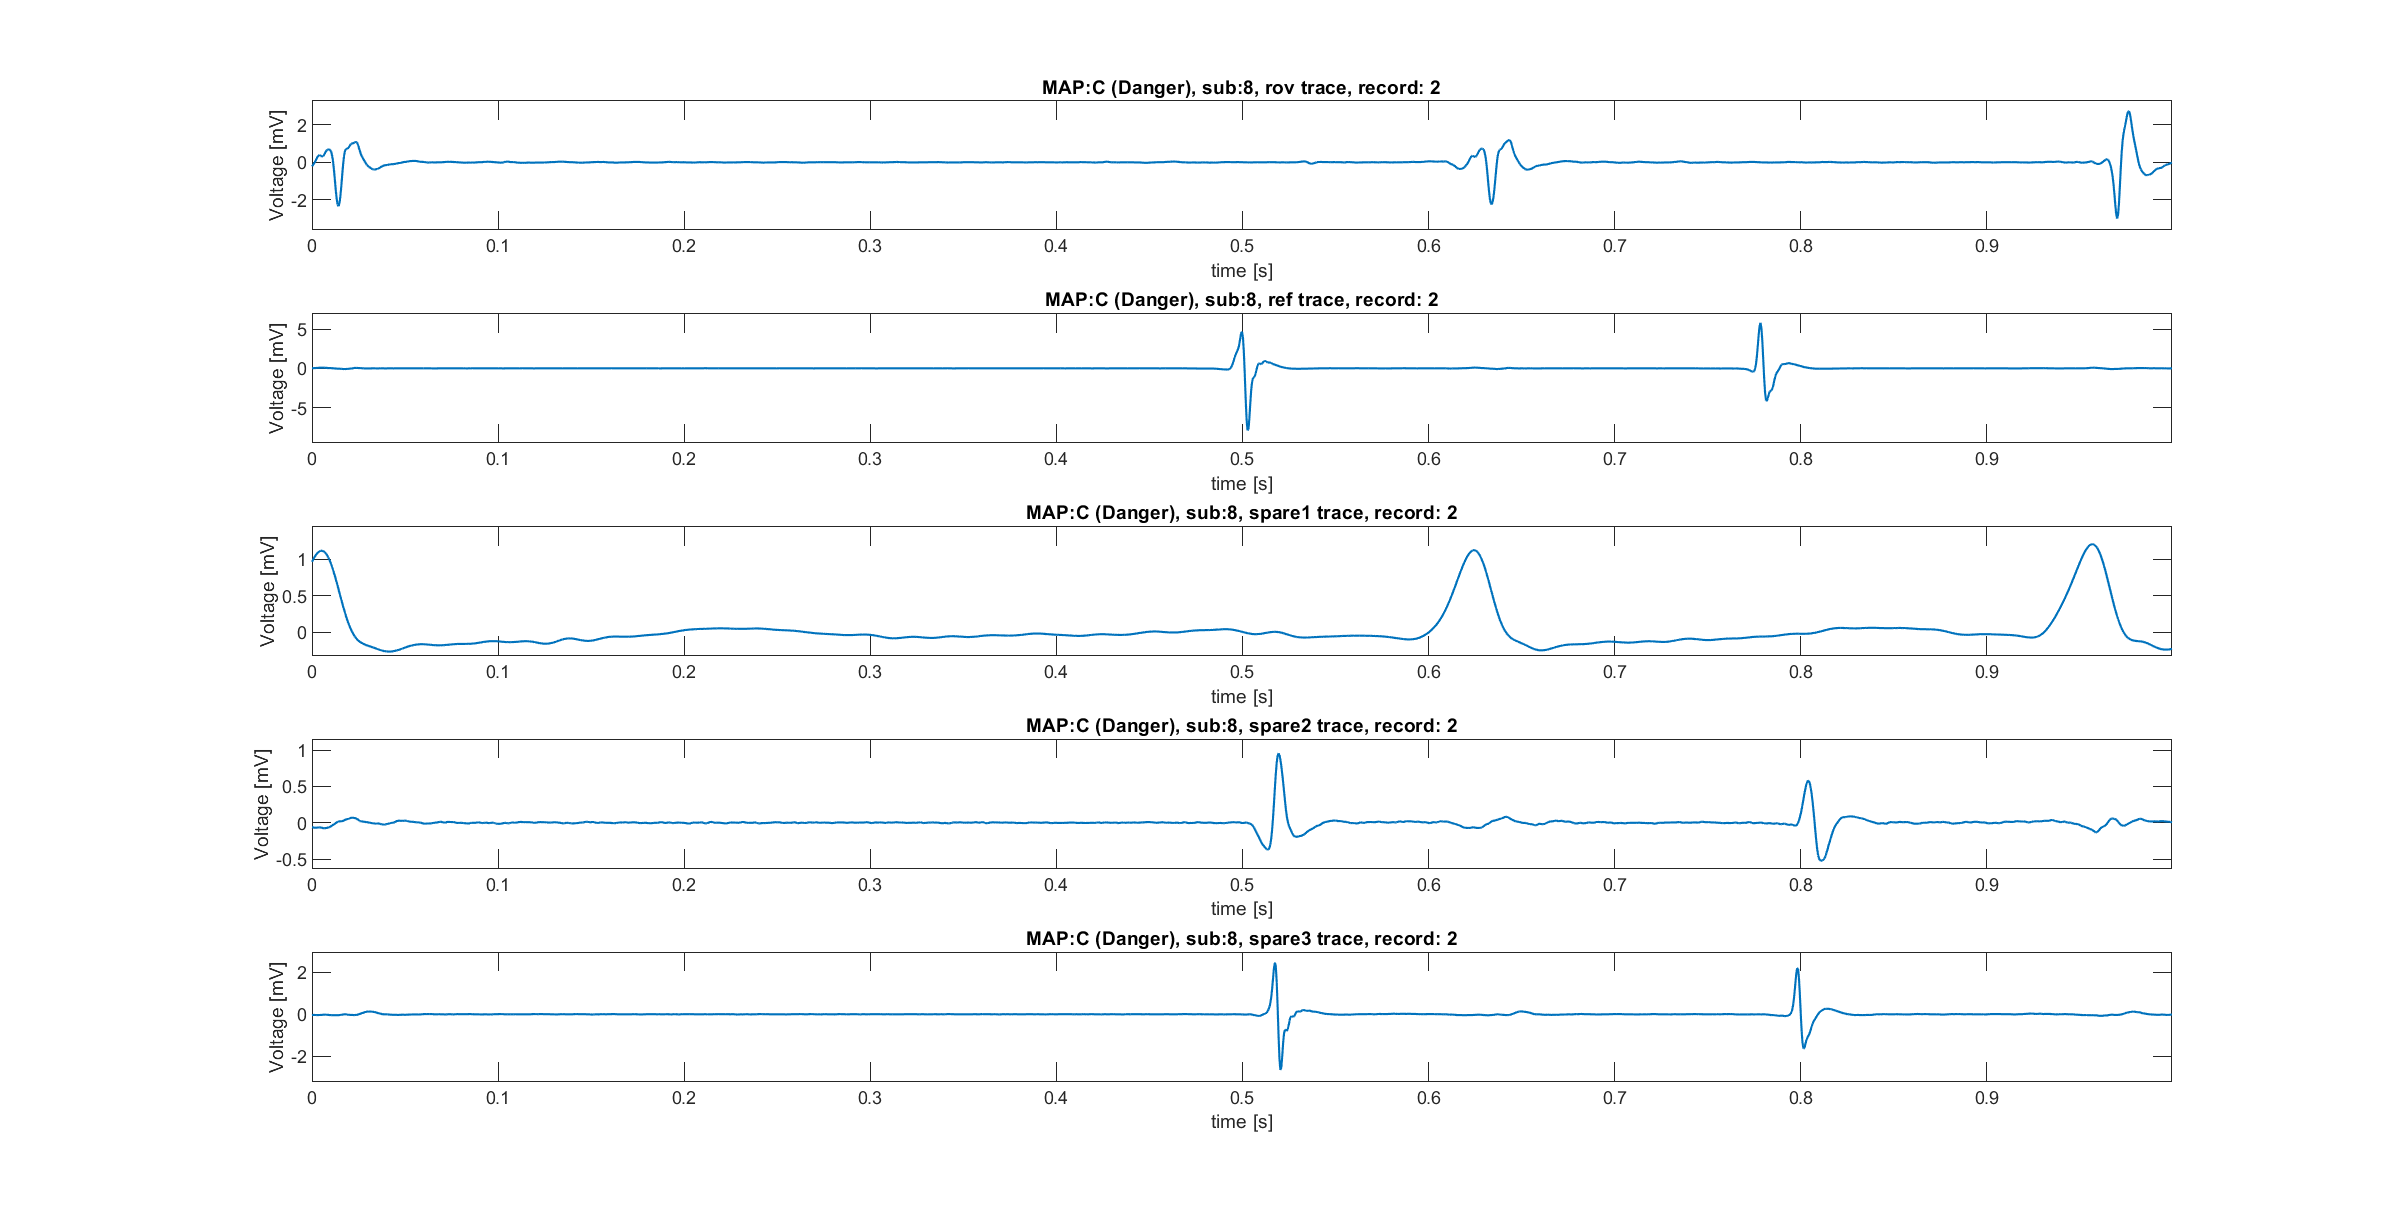 MAP:C (Danger), sub:8, rov trace, record: 2
Voltage [mV]
2
0
-2
0 0.1 0.2 0.3 0.4 0.5 0.6 0.7 0.8 0.9
time [s]
MAP:C (Danger), sub:8, ref trace, record: 2
Voltage [mV]
5
0
-5
0 0.1 0.2 0.3 0.4 0.5 0.6 0.7 0.8 0.9
time [s]
MAP:C (Danger), sub:8, spare1 trace, record: 2
Voltage [mV]
1
0.5
0
0 0.1 0.2 0.3 0.4 0.5 0.6 0.7 0.8 0.9
time [s]
MAP:C (Danger), sub:8, spare2 trace, record: 2
Voltage [mV]
1
0.5
0
-0.5
0 0.1 0.2 0.3 0.4 0.5 0.6 0.7 0.8 0.9
time [s]
MAP:C (Danger), sub:8, spare3 trace, record: 2
Voltage [mV]
2
0
-2
0 0.1 0.2 0.3 0.4 0.5 0.6 0.7 0.8 0.9
time [s]